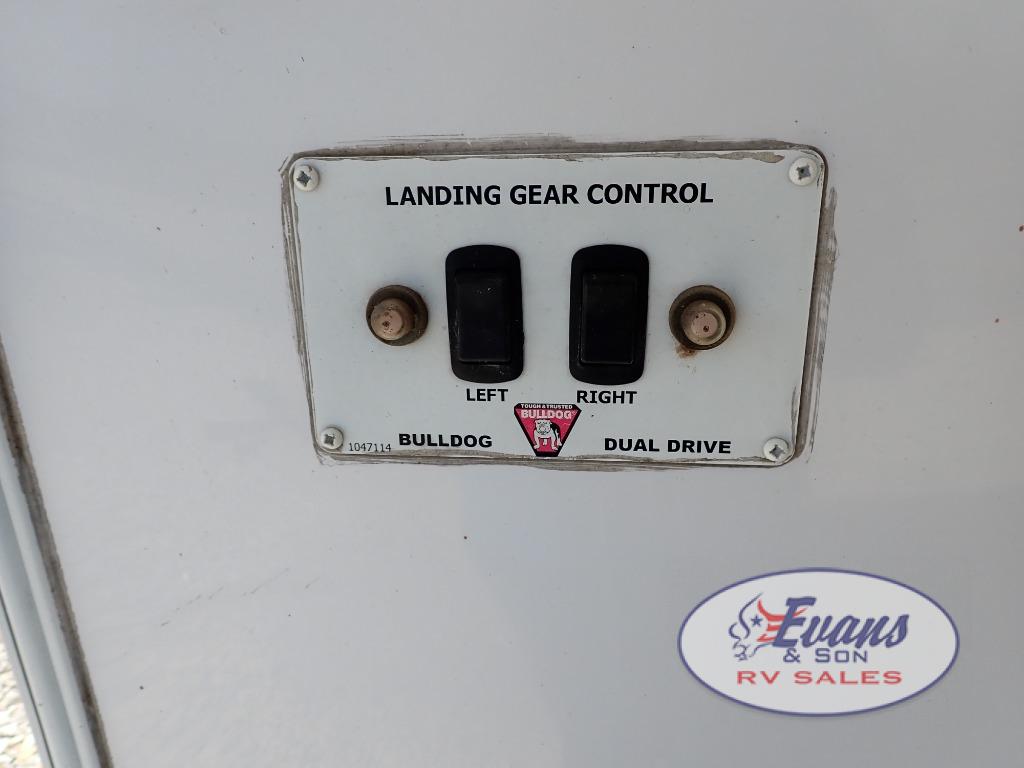 LANDING GEAR CONTROL
LEFT
RIGHT
TOUGH & TRUSTED
BULLDOG
1047114
BULLDOG
DUAL DRIVE
Evans
& SON
RV SALES